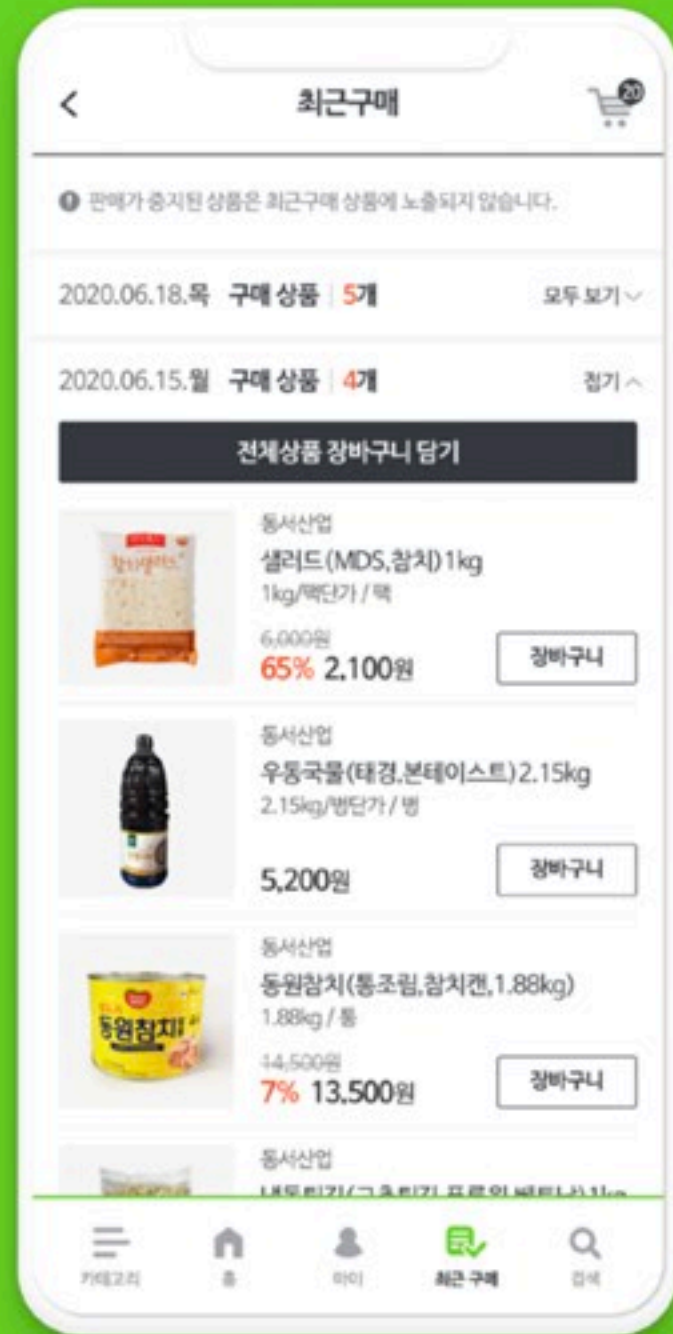 최근구매
20
판매가 중지된 상품은 최근구매 상품에 노출되지 않습니다.
2020.06.18.목 구매 상품 5개 모두 보기
2020.06.15.월 구매 상품 4개 접기
전체상품 장바구니 담기
동서산업
샐러드(MDS,참치)1kg
1kg/팩단가 / 팩
6,000원
65% 2,100원
장바구니
참치샐러드
동서산업
우동국물(태경,본테이스트)2.15kg
2.15kg/병단가 / 병
5,200원
장바구니
동서산업
동원참치(통조림,참치캔,1.88kg)
1.88kg / 통
14,500원
7% 13,500원
장바구니
동원참치
동서산업
카테고리
홈
마이
최근 구매
검색